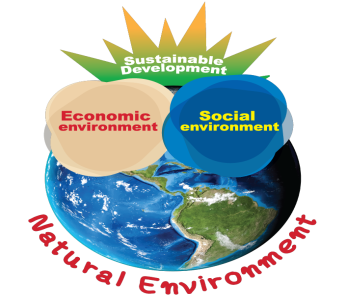 Sustainable
Development
Economic
environment
Social
environment
Natural Environment